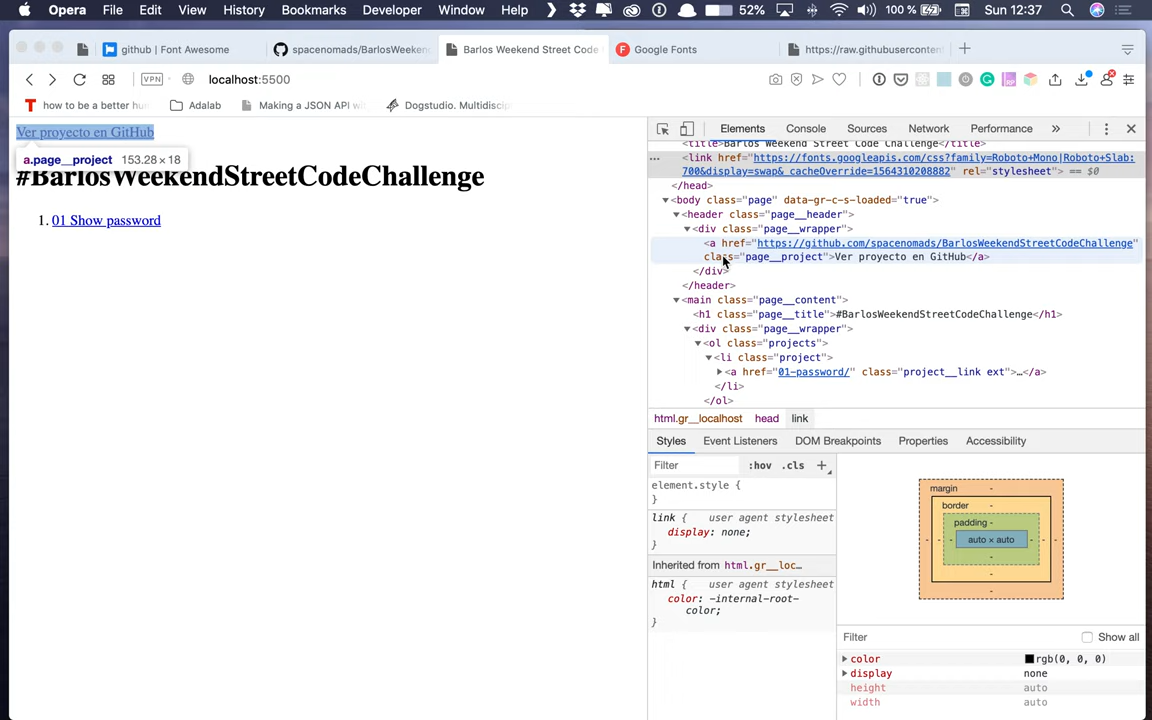 Opera File Edit View History Bookmarks Developer Window Help 52% 100 % Sun 12:37
github | Font Awesome spacenomads/BarlosWeekend Barlos Weekend Street Code Google Fonts https://raw.githubusercontent
VPN localhost:5500
how to be a better hum Adalab Making a JSON API wit Dogstudio. Multidiscip
Ver proyecto en GitHub
a.page__project 153.28 × 18
#BarlosWeekendStreetCodeChallenge
1. 01 Show password
Elements Console Sources Network Performance »
<title>Barlos Weekend Street Code Challenge</title>
<link href="https://fonts.googleapis.com/css?family=Roboto+Mono|Roboto+Slab:
700&display=swap&_cacheOverride=1564310208882" rel="stylesheet"> == $0
</head>
<body class="page" data-gr-c-s-loaded="true">
<header class="page__header">
<div class="page__wrapper">
<a href="https://github.com/spacenomads/BarlosWeekendStreetCodeChallenge"
class="page__project">Ver proyecto en GitHub</a>
</div>
</header>
<main class="page__content">
<h1 class="page__title">#BarlosWeekendStreetCodeChallenge</h1>
<div class="page__wrapper">
<ol class="projects">
<li class="project">
<a href="01-password/" class="project__link ext">…</a>
</li>
</ol>
html.gr__localhost head link
Styles Event Listeners DOM Breakpoints Properties Accessibility
Filter :hov .cls +
element.style {
}
link { user agent stylesheet
display: none;
}
Inherited from html.gr__loc…
html { user agent stylesheet
color: -internal-root-
color;
}
margin -
border -
padding -
- - - auto × auto - - -
-
-
-
Filter Show all
color rgb(0, 0, 0)
display none
height auto
width auto